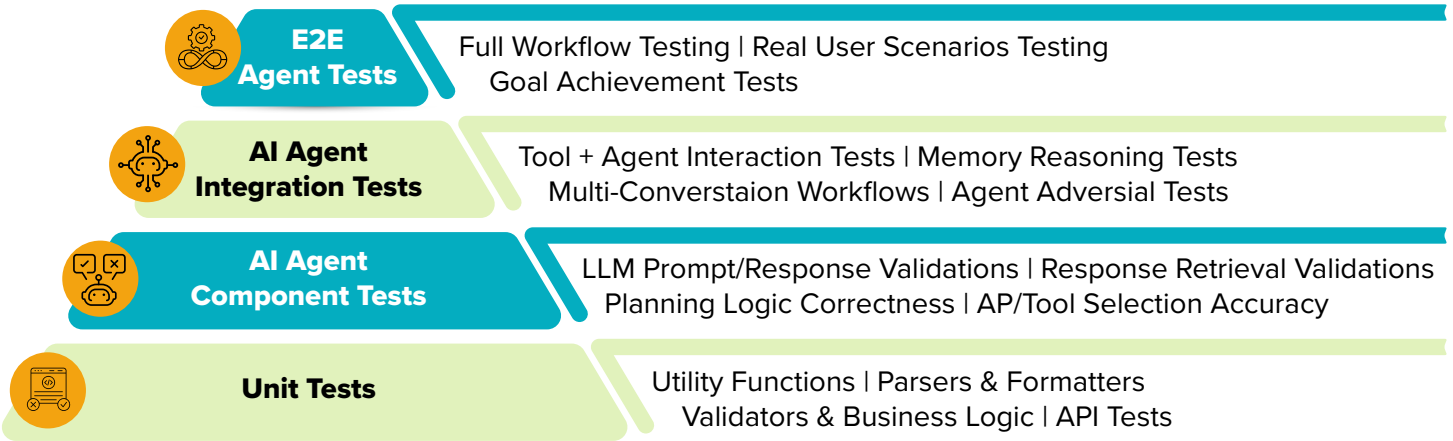 E2E
Agent Tests
Full Workflow Testing | Real User Scenarios Testing
Goal Achievement Tests
AI Agent
Integration Tests
Tool + Agent Interaction Tests | Memory Reasoning Tests
Multi-Converstaion Workflows | Agent Adversial Tests
AI Agent
Component Tests
LLM Prompt/Response Validations | Response Retrieval Validations
Planning Logic Correctness | AP/Tool Selection Accuracy
Unit Tests
Utility Functions | Parsers & Formatters
Validators & Business Logic | API Tests